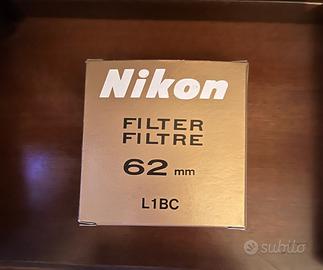 Nikon
FILTER
FILTRE
62 mm
L1BC
subito